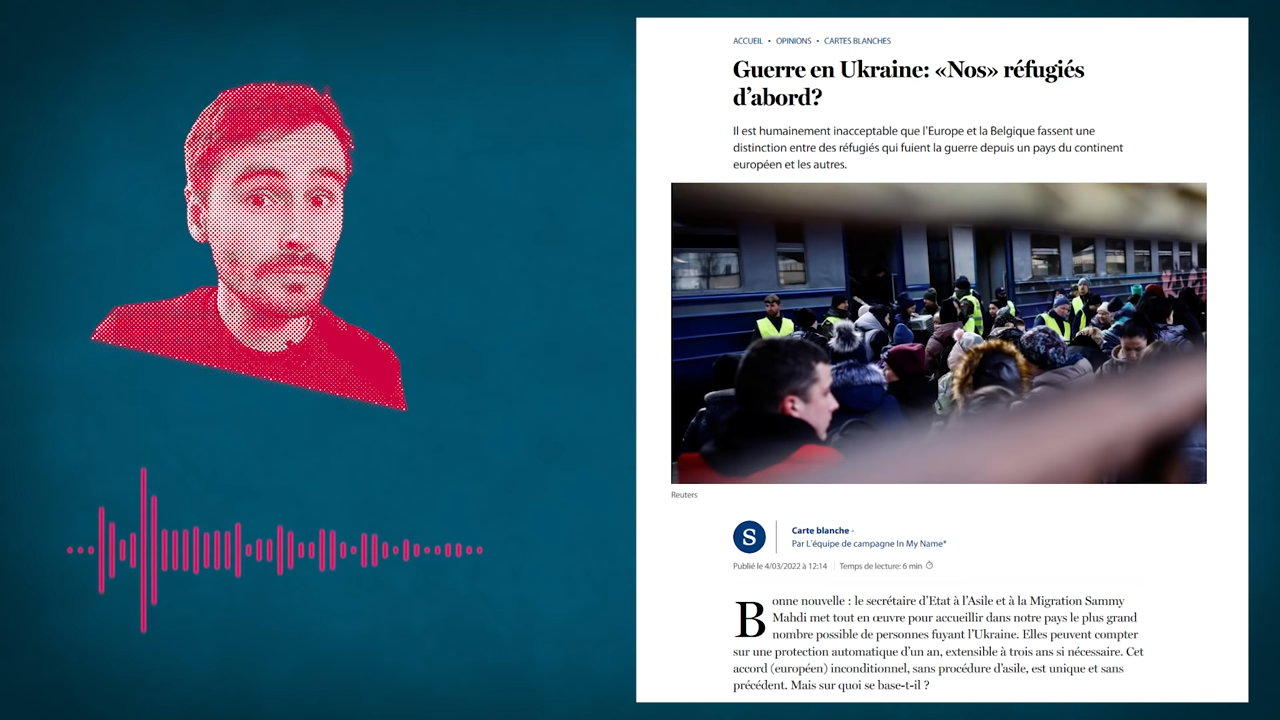 ACCUEIL • OPINIONS • CARTES BLANCHES
Guerre en Ukraine: «Nos» réfugiés
d’abord?
Il est humainement inacceptable que l’Europe et la Belgique fassent une
distinction entre des réfugiés qui fuient la guerre depuis un pays du continent
européen et les autres.
Reuters
S
Carte blanche -
Par L’équipe de campagne In My Name*
Publié le 4/03/2022 à 12:14 Temps de lecture: 6 min
Bonne nouvelle : le secrétaire d’Etat à l’Asile et à la Migration Sammy
Mahdi met tout en œuvre pour accueillir dans notre pays le plus grand
nombre possible de personnes fuyant l’Ukraine. Elles peuvent compter
sur une protection automatique d’un an, extensible à trois ans si nécessaire. Cet
accord (européen) inconditionnel, sans procédure d’asile, est unique et sans
précédent. Mais sur quoi se base-t-il ?